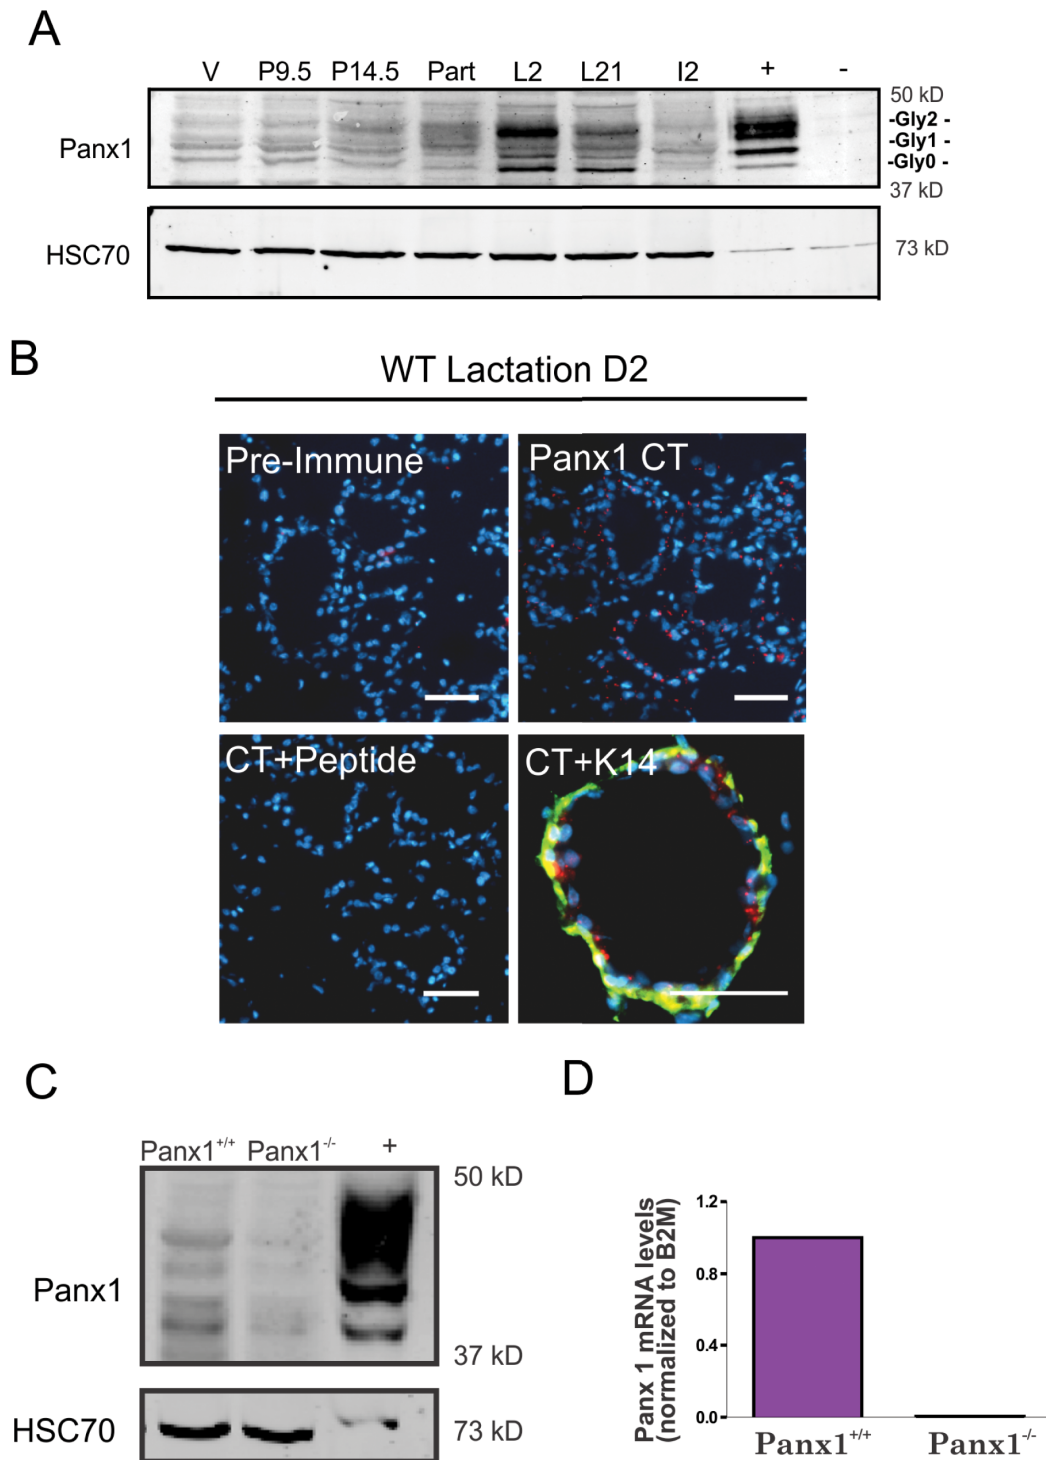 A
V P9.5 P14.5 Part L2 L21 I2 + -
50 kD
-Gly2 -
Panx1
-Gly1 -
-Gly0 -
37 kD
HSC70
73 kD
B
WT Lactation D2
Pre-Immune
Panx1 CT
CT+Peptide
CT+K14
C
Panx1+/+ Panx1-/- +
50 kD
Panx1
37 kD
HSC70
73 kD
D
Panx 1 mRNA levels
(normalized to B2M)
1.2
0.8
0.4
0.0
Panx1+/+ Panx1-/-